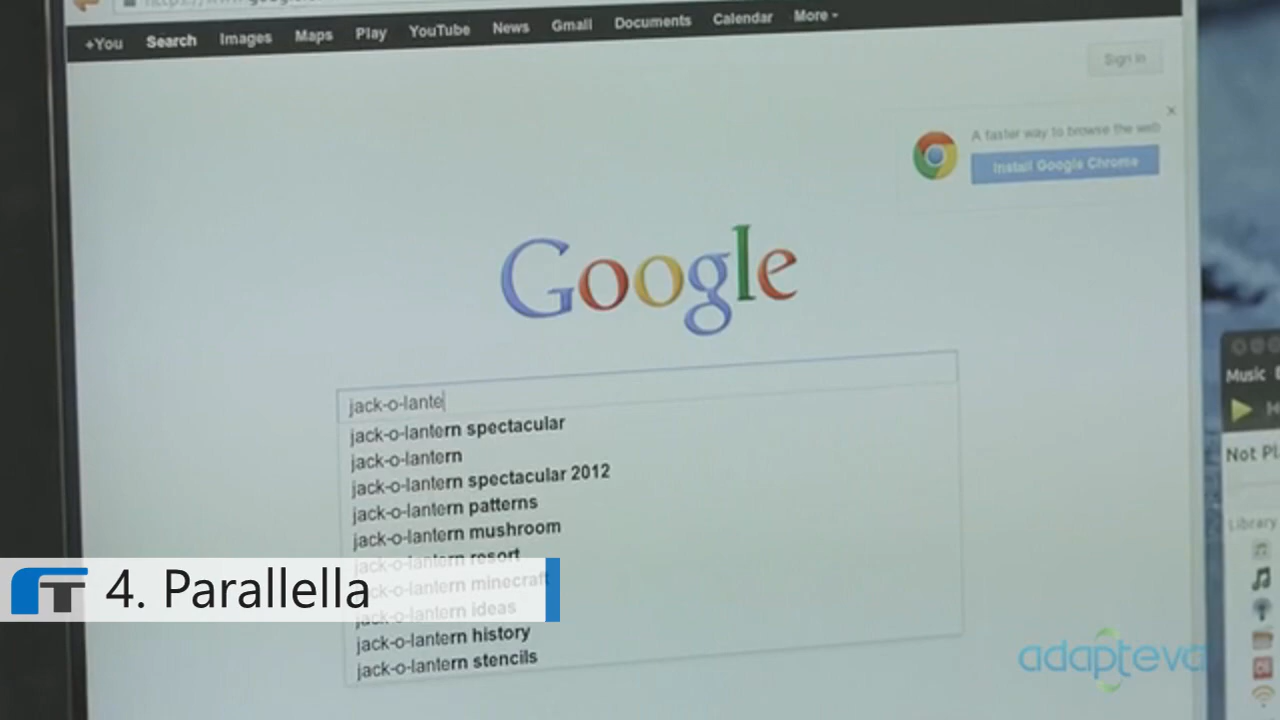 +You Search Images Maps Play YouTube News Gmail Documents Calendar More
Sign in
A faster way to browse the web
Install Google Chrome
Google
jack-o-lante
jack-o-lantern spectacular
jack-o-lantern
jack-o-lantern spectacular 2012
jack-o-lantern patterns
jack-o-lantern mushroom
jack-o-lantern resort
jack-o-lantern minecraft
jack-o-lantern ideas
jack-o-lantern history
jack-o-lantern stencils
Music
Not Pl
Library
4. Parallella
adapteva